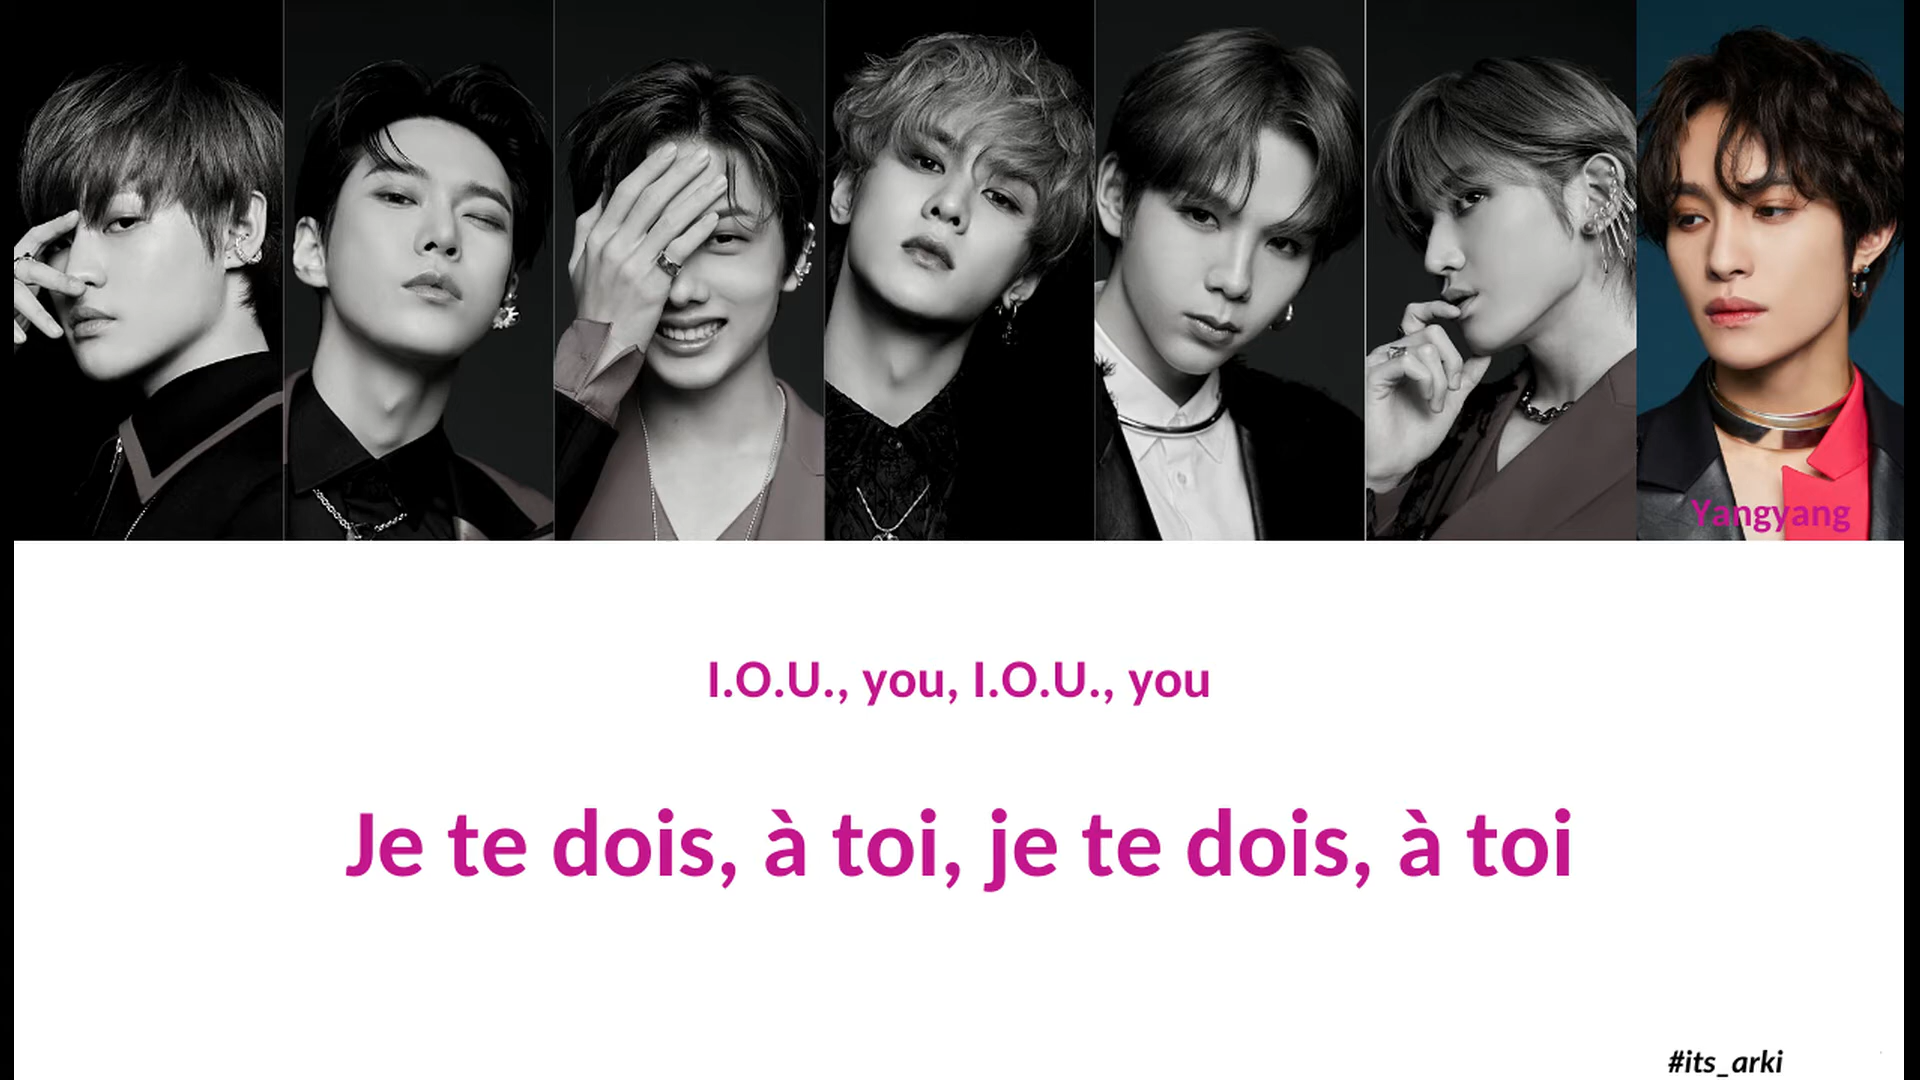 Yangyang
I.O.U., you, I.O.U., you
Je te dois, à toi, je te dois, à toi
#its_arki